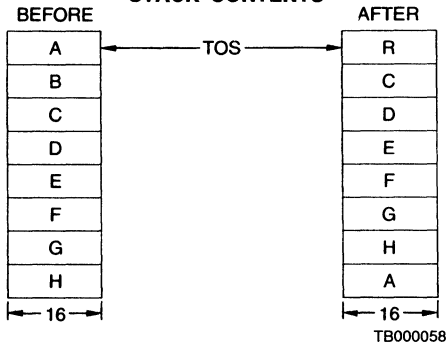 STACK CONTENTS
BEFORE
AFTER
A
TOS
R
B
C
C
D
D
E
E
F
F
G
G
H
H
A
16
16
TB000058